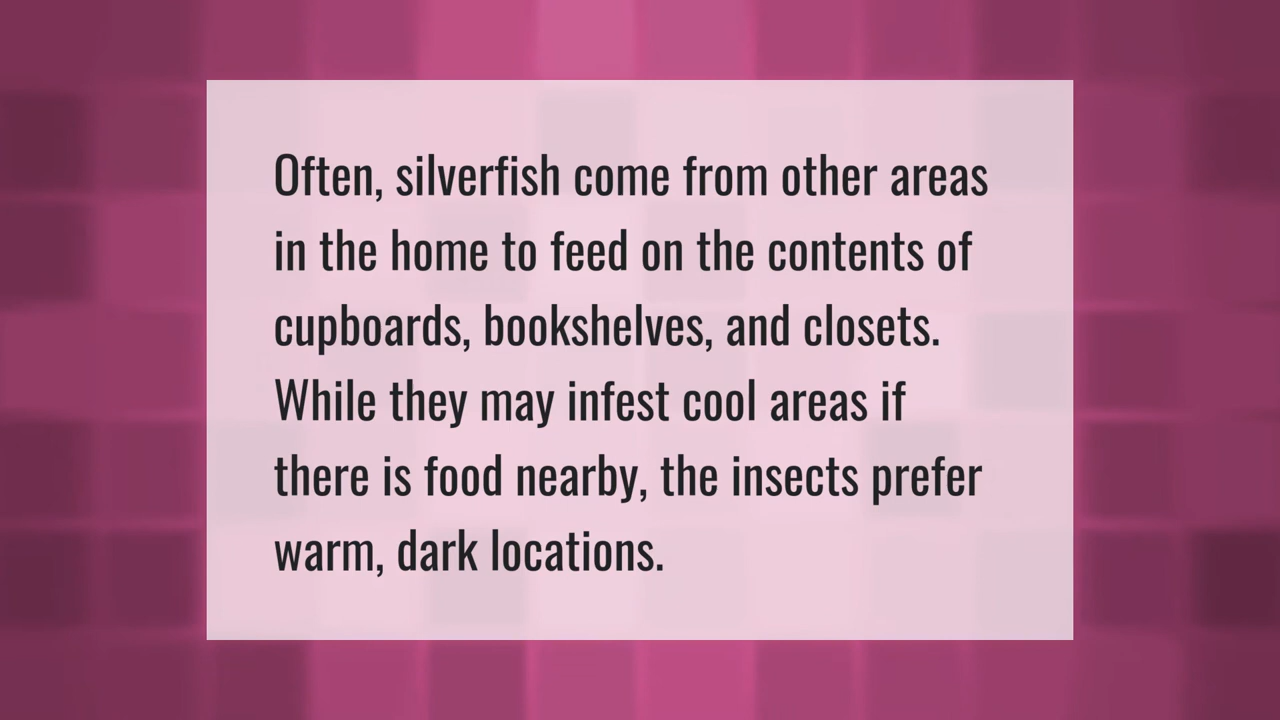 Often, silverfish come from other areas
in the home to feed on the contents of
cupboards, bookshelves, and closets.
While they may infest cool areas if
there is food nearby, the insects prefer
warm, dark locations.